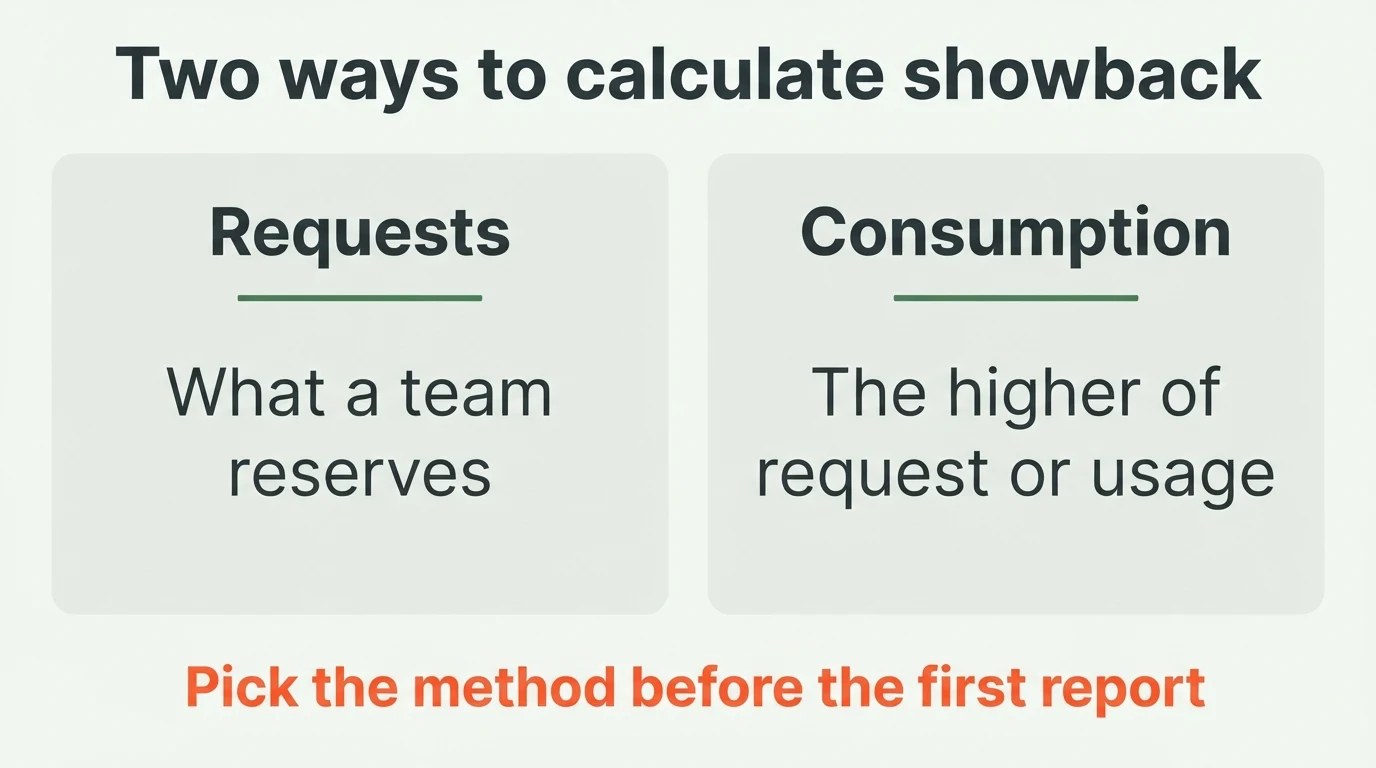 Two ways to calculate showback
Requests
What a team
reserves
Consumption
The higher of
request or usage
Pick the method before the first report